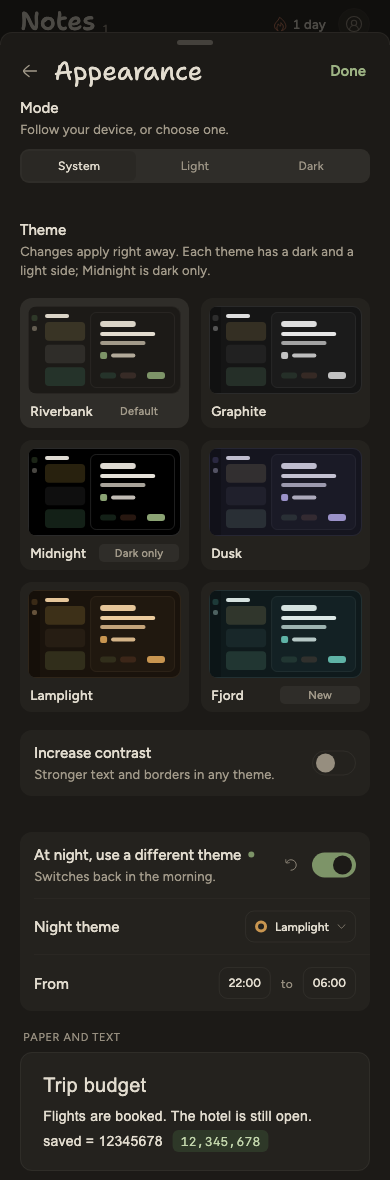 Notes 1
1 day
Appearance
Done
Mode
Follow your device, or choose one.
System
Light
Dark
Theme
Changes apply right away. Each theme has a dark and a
light side; Midnight is dark only.
Riverbank
Default
Graphite
Midnight
Dark only
Dusk
Lamplight
Fjord
New
Increase contrast
Stronger text and borders in any theme.
At night, use a different theme
Switches back in the morning.
Night theme
Lamplight
From
22:00 to 06:00
PAPER AND TEXT
Trip budget
Flights are booked. The hotel is still open.
saved = 12345678 12,345,678